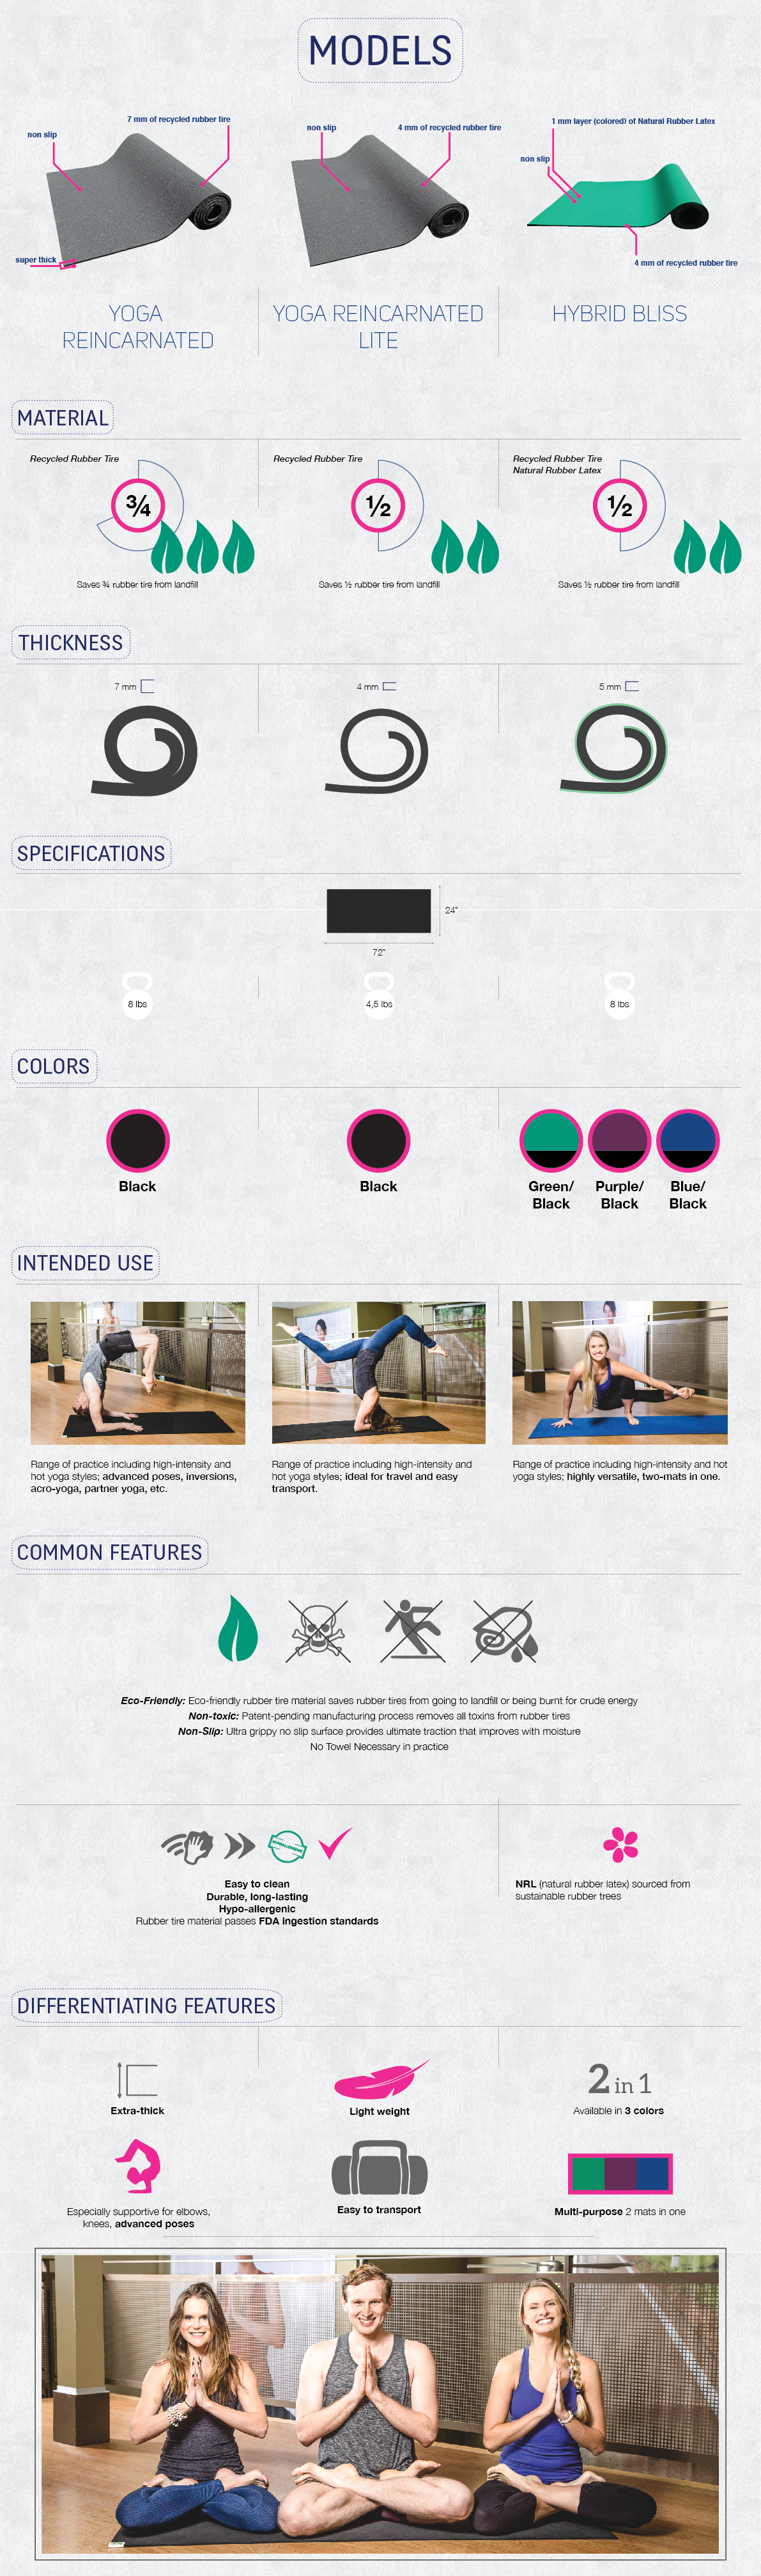 MODELS
7 mm of recycled rubber tire
non slip
super thick
non slip
4 mm of recycled rubber tire
1 mm layer (colored) of Natural Rubber Latex
non slip
4 mm of recycled rubber tire
YOGA
REINCARNATED
YOGA REINCARNATED
LITE
HYBRID BLISS
MATERIAL
Recycled Rubber Tire
¾
Saves ¾ rubber tire from landfill
Recycled Rubber Tire
½
Saves ½ rubber tire from landfill
Recycled Rubber Tire
Natural Rubber Latex
½
Saves ½ rubber tire from landfill
THICKNESS
7 mm
4 mm
5 mm
SPECIFICATIONS
24"
72"
8 lbs
4,5 lbs
8 lbs
COLORS
Black
Black
Green/
Black
Purple/
Black
Blue/
Black
INTENDED USE
Range of practice including high-intensity and
hot yoga styles; advanced poses, inversions,
acro-yoga, partner yoga, etc.
Range of practice including high-intensity and
hot yoga styles; ideal for travel and easy
transport.
Range of practice including high-intensity and hot
yoga styles; highly versatile, two-mats in one.
COMMON FEATURES
Eco-Friendly: Eco-friendly rubber tire material saves rubber tires from going to landfill or being burnt for crude energy
Non-toxic: Patent-pending manufacturing process removes all toxins from rubber tires
Non-Slip: Ultra grippy no slip surface provides ultimate traction that improves with moisture
No Towel Necessary in practice
Easy to clean
Durable, long-lasting
Hypo-allergenic
Rubber tire material passes FDA ingestion standards
NRL (natural rubber latex) sourced from
sustainable rubber trees
DIFFERENTIATING FEATURES
Extra-thick
Light weight
2 in 1
Available in 3 colors
Especially supportive for elbows,
knees, advanced poses
Easy to transport
Multi-purpose 2 mats in one